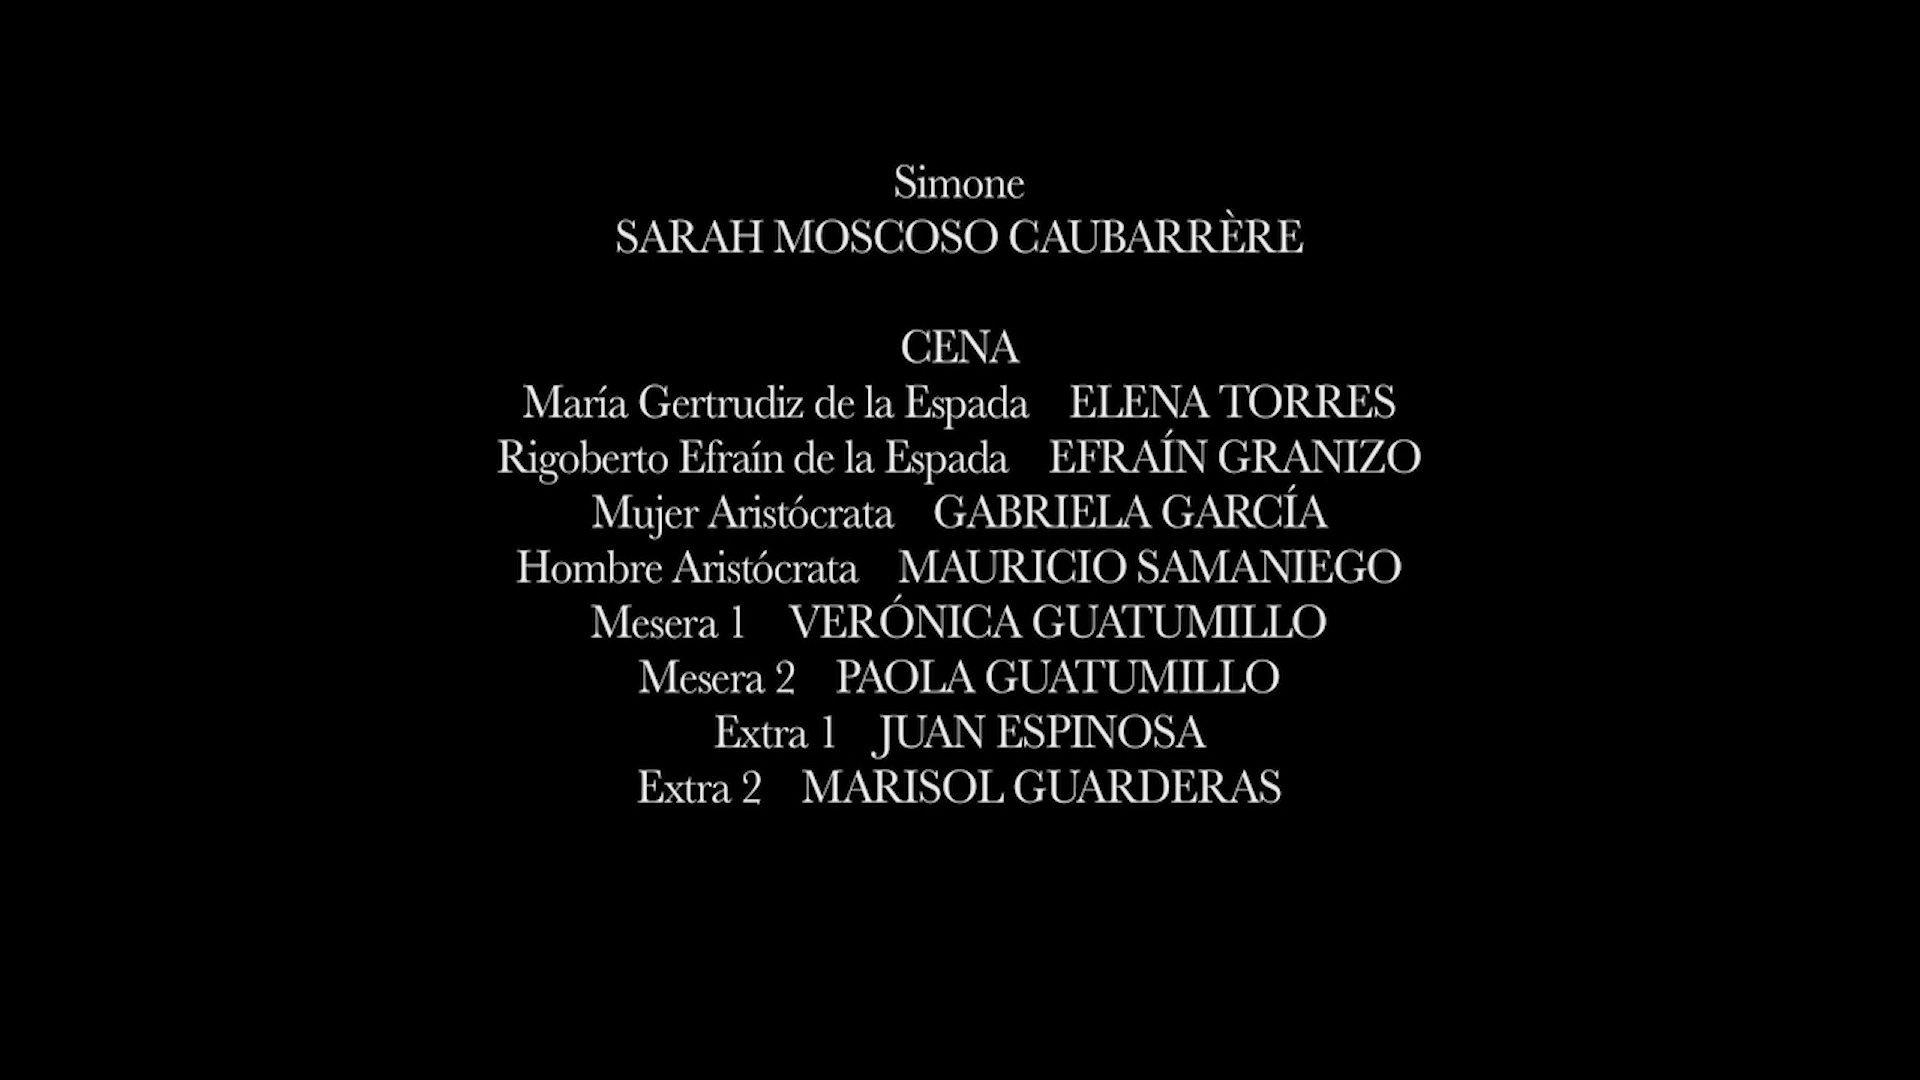 Simone
SARAH MOSCOSO CAUBARRÈRE
CENA
María Gertrudiz de la Espada ELENA TORRES
Rigoberto Efraín de la Espada EFRAÍN GRANIZO
Mujer Aristócrata GABRIELA GARCÍA
Hombre Aristócrata MAURICIO SAMANIEGO
Mesera 1 VERÓNICA GUATUMILLO
Mesera 2 PAOLA GUATUMILLO
Extra 1 JUAN ESPINOSA
Extra 2 MARISOL GUARDERAS